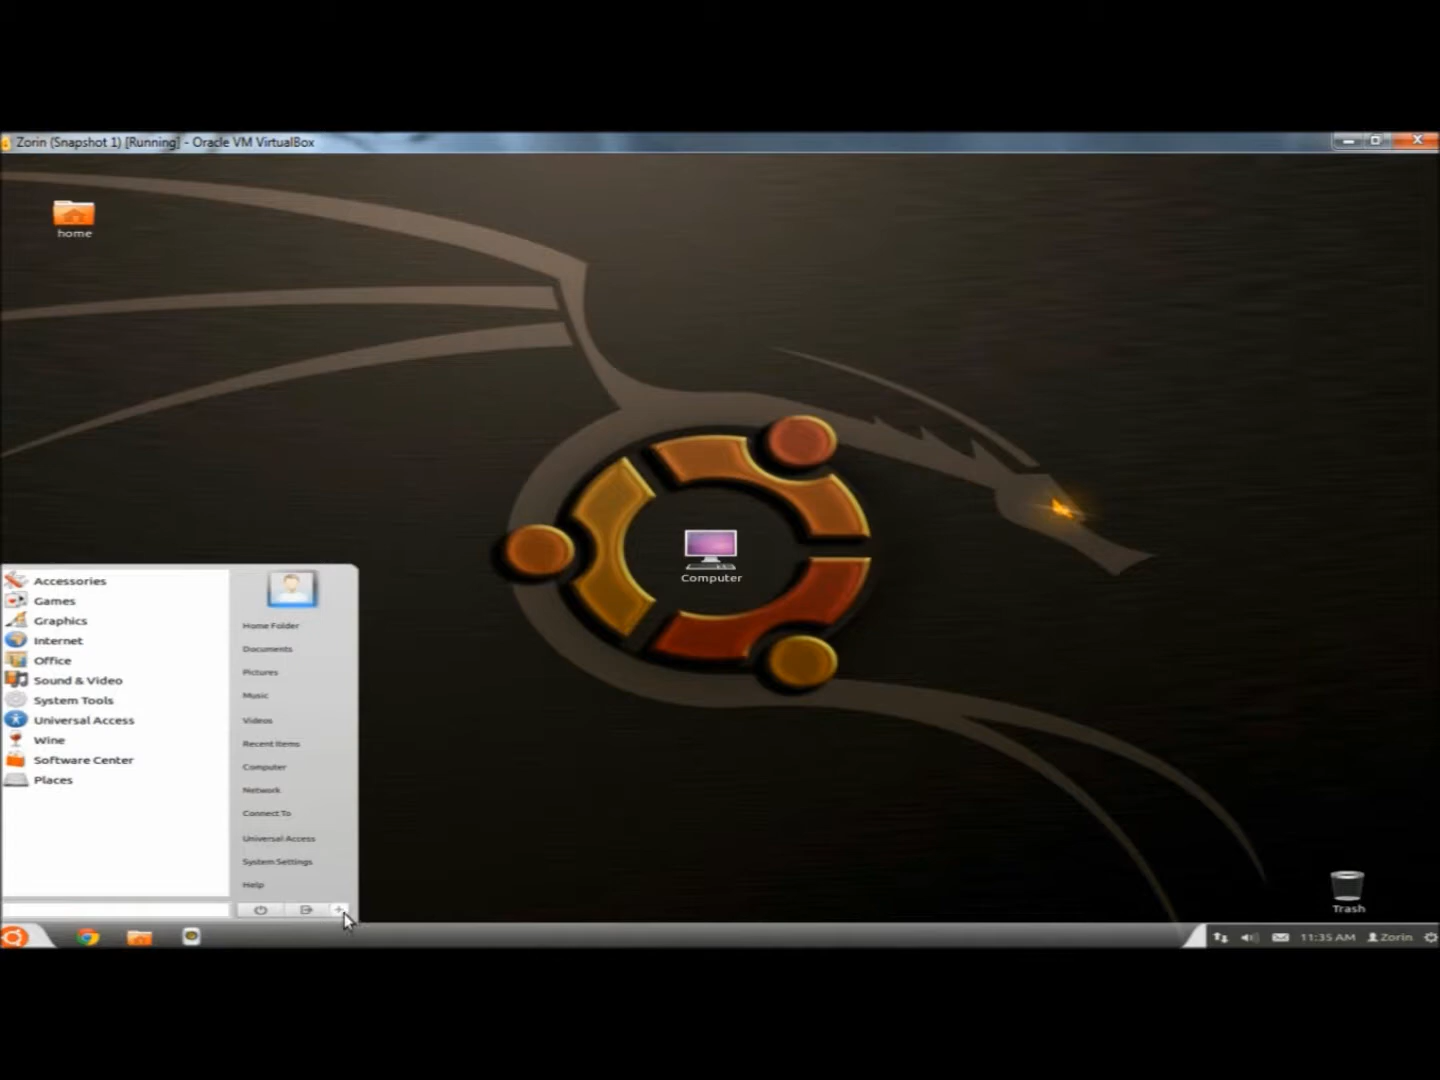 Zorin (Snapshot 1) [Running] - Oracle VM VirtualBox
home
Computer
Accessories
Games
Graphics
Internet
Office
Sound & Video
System Tools
Universal Access
Wine
Software Center
Places
Home Folder
Documents
Pictures
Music
Videos
Recent Items
Computer
Network
Connect To
Universal Access
System Settings
Help
Trash
11:35 AM Zorin